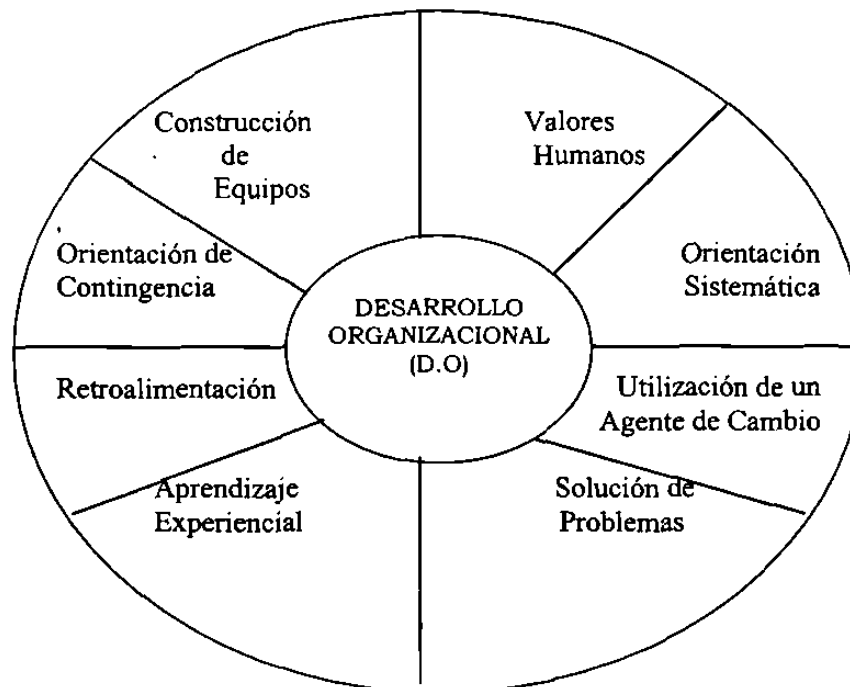 Construcción
de
Equipos
Valores
Humanos
Orientación de
Contingencia
Orientación
Sistemática
DESARROLLO
ORGANIZACIONAL
(D.O)
Retroalimentación
Utilización de un
Agente de Cambio
Aprendizaje
Experiencial
Solución de
Problemas